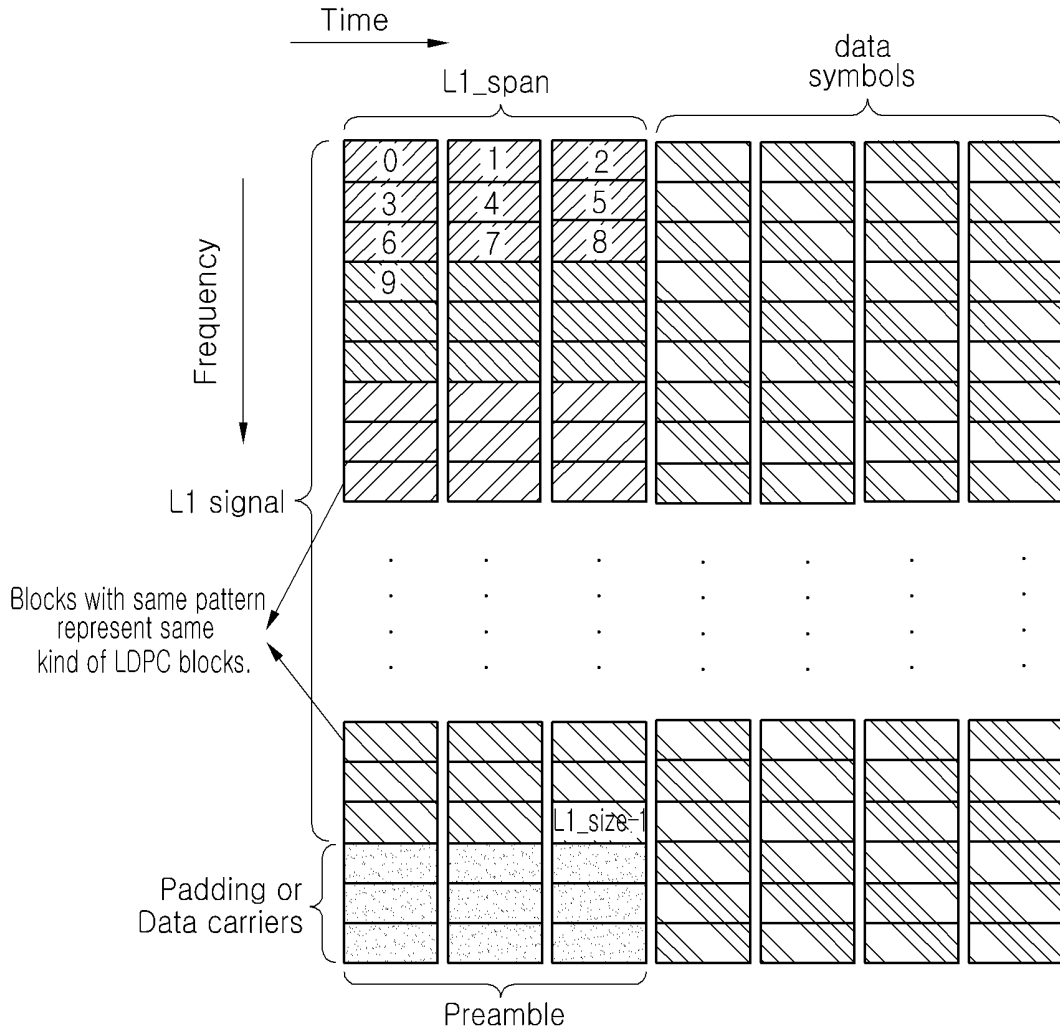 Time
data
symbols
L1_span
0 1 2
3 4 5
6 7 8
9
Frequency
L1 signal
Blocks with same pattern
represent same
kind of LDPC blocks.
L1_size-1
Padding or
Data carriers
Preamble